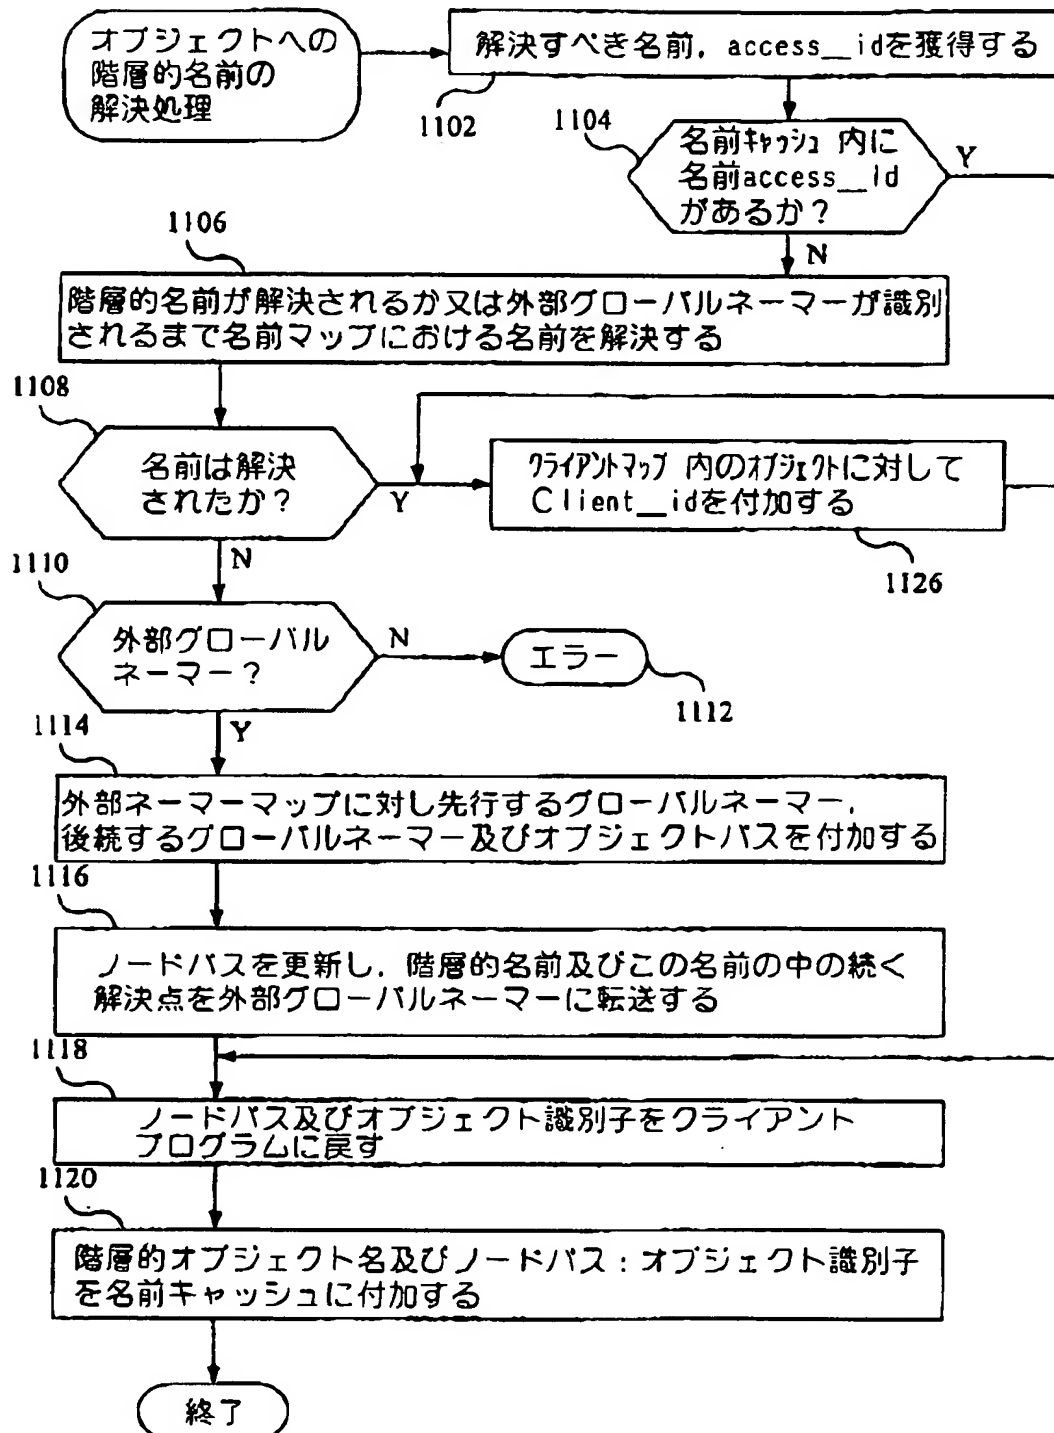 オブジェクトへの
階層的名前の
解決処理
解決すべき名前，access__idを獲得する
1102
1104
名前キャッシュ 内に
名前access__id
があるか？
Y
N
1106
階層的名前が解決されるか又は外部グローバルネーマーが識別
されるまで名前マップにおける名前を解決する
1108
名前は解決
されたか？
Y
クライアントマップ 内のオブジェクトに対して
Client__idを付加する
1126
N
1110
外部グローバル
ネーマー？
N
エラー
1112
Y
1114
外部ネーマーマップに対し先行するグローバルネーマー，
後続するグローバルネーマー及びオブジェクトパスを付加する
1116
ノードパスを更新し，階層的名前及びこの名前の中の続く
解決点を外部グローバルネーマーに転送する
1118
ノードパス及びオブジェクト識別子をクライアント
プログラムに戻す
1120
階層的オブジェクト名及びノードパス：オブジェクト識別子
を名前キャッシュに付加する
終了